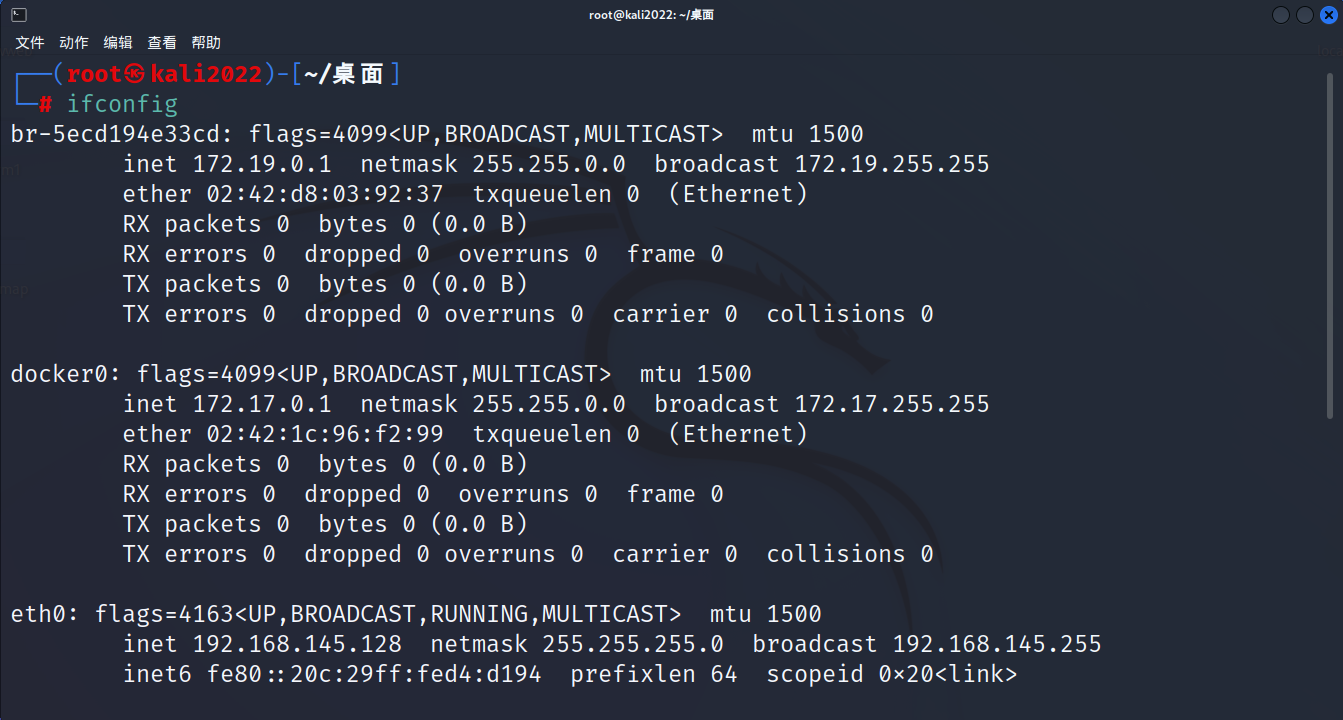 root@kali2022: ~/桌面
文件 动作 编辑 查看 帮助
┌──(root㉿kali2022)-[~/桌面]
└─# ifconfig
br-5ecd194e33cd: flags=4099<UP,BROADCAST,MULTICAST>  mtu 1500
        inet 172.19.0.1  netmask 255.255.0.0  broadcast 172.19.255.255
        ether 02:42:d8:03:92:37  txqueuelen 0  (Ethernet)
        RX packets 0  bytes 0 (0.0 B)
        RX errors 0  dropped 0  overruns 0  frame 0
        TX packets 0  bytes 0 (0.0 B)
        TX errors 0  dropped 0 overruns 0  carrier 0  collisions 0

docker0: flags=4099<UP,BROADCAST,MULTICAST>  mtu 1500
        inet 172.17.0.1  netmask 255.255.0.0  broadcast 172.17.255.255
        ether 02:42:1c:96:f2:99  txqueuelen 0  (Ethernet)
        RX packets 0  bytes 0 (0.0 B)
        RX errors 0  dropped 0  overruns 0  frame 0
        TX packets 0  bytes 0 (0.0 B)
        TX errors 0  dropped 0 overruns 0  carrier 0  collisions 0

eth0: flags=4163<UP,BROADCAST,RUNNING,MULTICAST>  mtu 1500
        inet 192.168.145.128  netmask 255.255.255.0  broadcast 192.168.145.255
        inet6 fe80::20c:29ff:fed4:d194  prefixlen 64  scopeid 0x20<link>